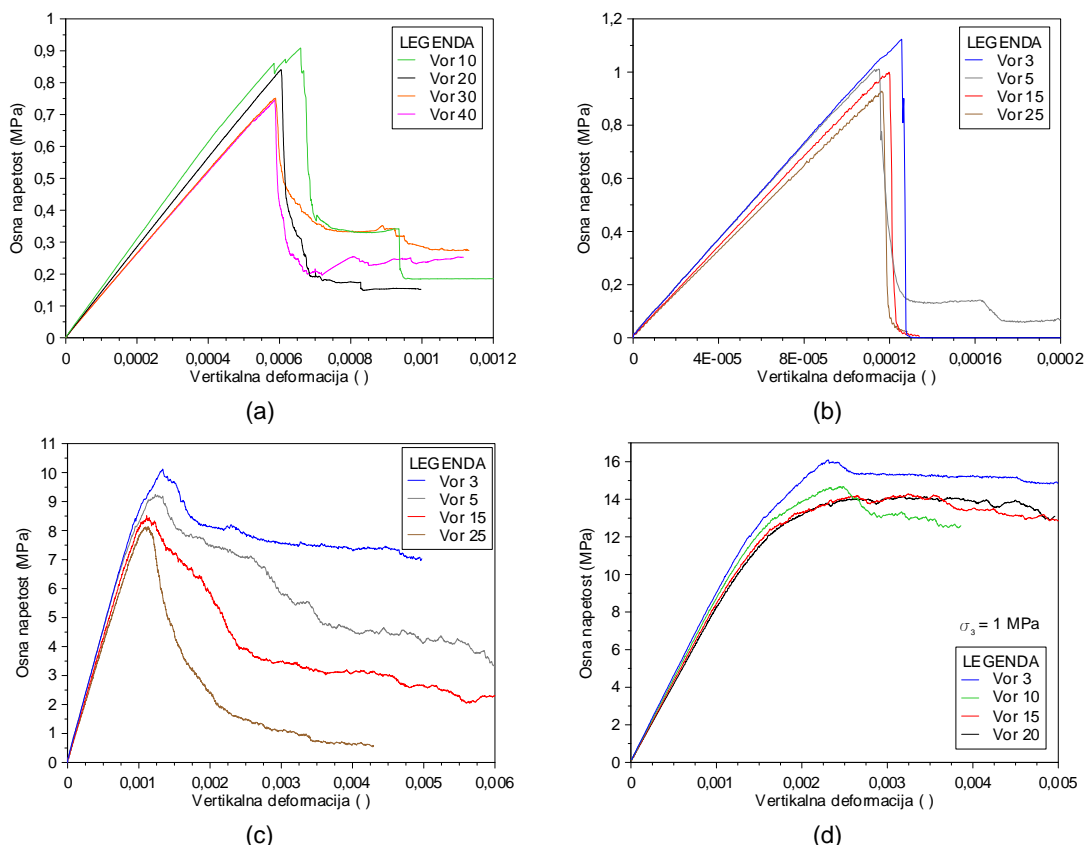 1
0,9
0,8
0,7
0,6
0,5
0,4
0,3
0,2
0,1
0
Osna napetost (MPa)
0 0,0002 0,0004 0,0006 0,0008 0,001 0,0012
Vertikalna deformacija ( )
LEGENDA
Vor 10
Vor 20
Vor 30
Vor 40
(a)
1,2
1
0,8
0,6
0,4
0,2
0
Osna napetost (MPa)
0 4E-005 8E-005 0,00012 0,00016 0,0002
Vertikalna deformacija ( )
LEGENDA
Vor 3
Vor 5
Vor 15
Vor 25
(b)
11
10
9
8
7
6
5
4
3
2
1
0
Osna napetost (MPa)
0 0,001 0,002 0,003 0,004 0,005 0,006
Vertikalna deformacija ( )
LEGENDA
Vor 3
Vor 5
Vor 15
Vor 25
(c)
16
14
12
10
8
6
4
2
0
Osna napetost (MPa)
0 0,001 0,002 0,003 0,004 0,005
Vertikalna deformacija ( )
σ3 = 1 MPa
LEGENDA
Vor 3
Vor 10
Vor 15
Vor 20
(d)